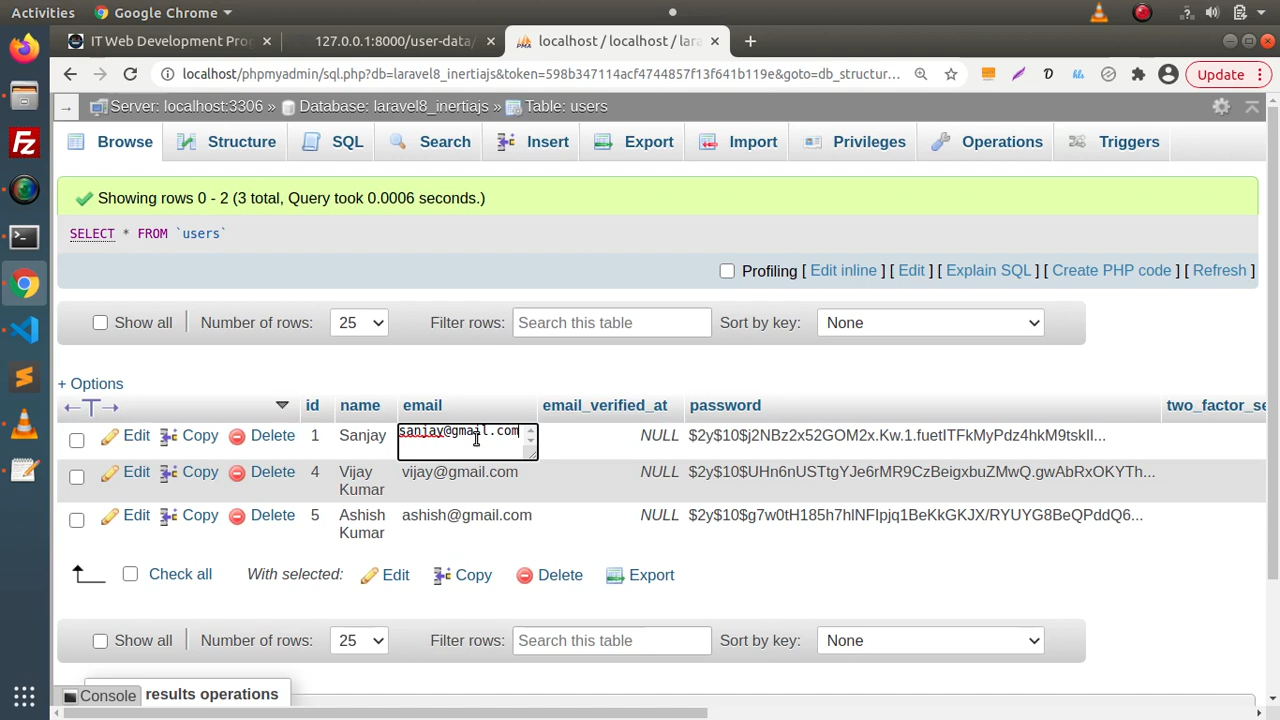 Activities Google Chrome
IT Web Development Pro
127.0.0.1:8000/user-data/
localhost / localhost / lara
localhost/phpmyadmin/sql.php?db=laravel8_inertiajs&token=598b347114acf4744857f13f641b119e&goto=db_structur...
Update
Server: localhost:3306 » Database: laravel8_inertiajs » Table: users
Browse Structure SQL Search Insert Export Import Privileges Operations Triggers
Showing rows 0 - 2 (3 total, Query took 0.0006 seconds.)
SELECT * FROM `users`
Profiling [ Edit inline ] [ Edit ] [ Explain SQL ] [ Create PHP code ] [ Refresh ]
Show all Number of rows: 25 Filter rows: Search this table Sort by key: None
+ Options
id name email email_verified_at password two_factor_se
Edit Copy Delete 1 Sanjay sanjay@gmail.com NULL $2y$10$j2NBz2x52GOM2x.Kw.1.fuetITFkMyPdz4hkM9tskIl...
Edit Copy Delete 4 Vijay Kumar vijay@gmail.com NULL $2y$10$UHn6nUSTtgYJe6rMR9CzBeigxbuZMwQ.gwAbRxOKYTh...
Edit Copy Delete 5 Ashish Kumar ashish@gmail.com NULL $2y$10$g7w0tH185h7hlNFIpjq1BeKkGKJX/RYUYG8BeQPddQ6...
Check all With selected: Edit Copy Delete Export
Show all Number of rows: 25 Filter rows: Search this table Sort by key: None
Console results operations